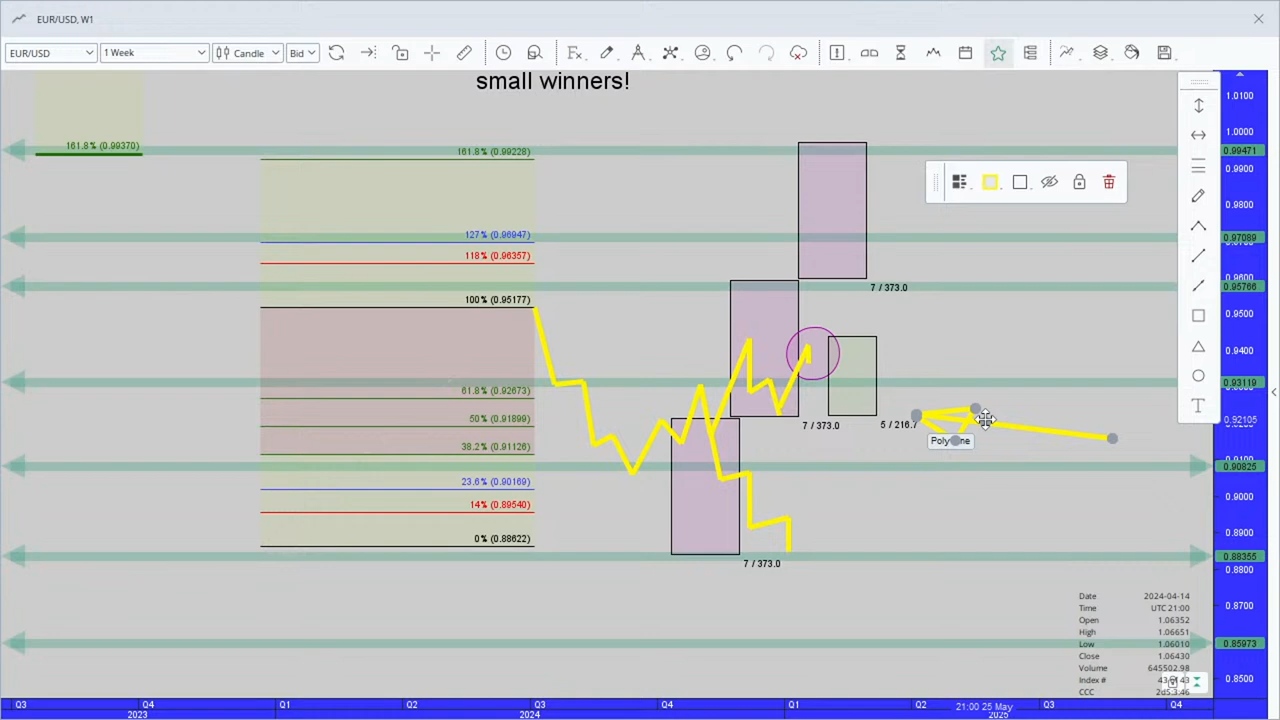 EUR/USD, W1
EUR/USD
1 Week
Candle
Bid
small winners!
161.8% (0.99370)
161.8% (0.99228)
127% (0.96947)
118% (0.96357)
100% (0.95177)
61.8% (0.92673)
50% (0.91899)
38.2% (0.91126)
23.6% (0.90169)
14% (0.89540)
0% (0.88622)
7 / 373.0
7 / 373.0
5 / 216.7
7 / 373.0
1.0100
1.0000
0.99471
0.9900
0.9800
0.97089
0.9600
0.95766
0.9500
0.9400
0.93119
0.92105
0.90825
0.9000
0.8900
0.88355
0.8800
0.8700
0.85973
0.8500
Date 2024-04-14
Time UTC 21:00
Open 1.06352
High 1.06651
Low 1.06010
Close 1.06430
Volume 645502.98
Index #
CCC
Q3 Q4 Q1 Q2 Q3 Q4 Q1 Q2 21:00 25 May Q3 Q4
2023 2024 2025